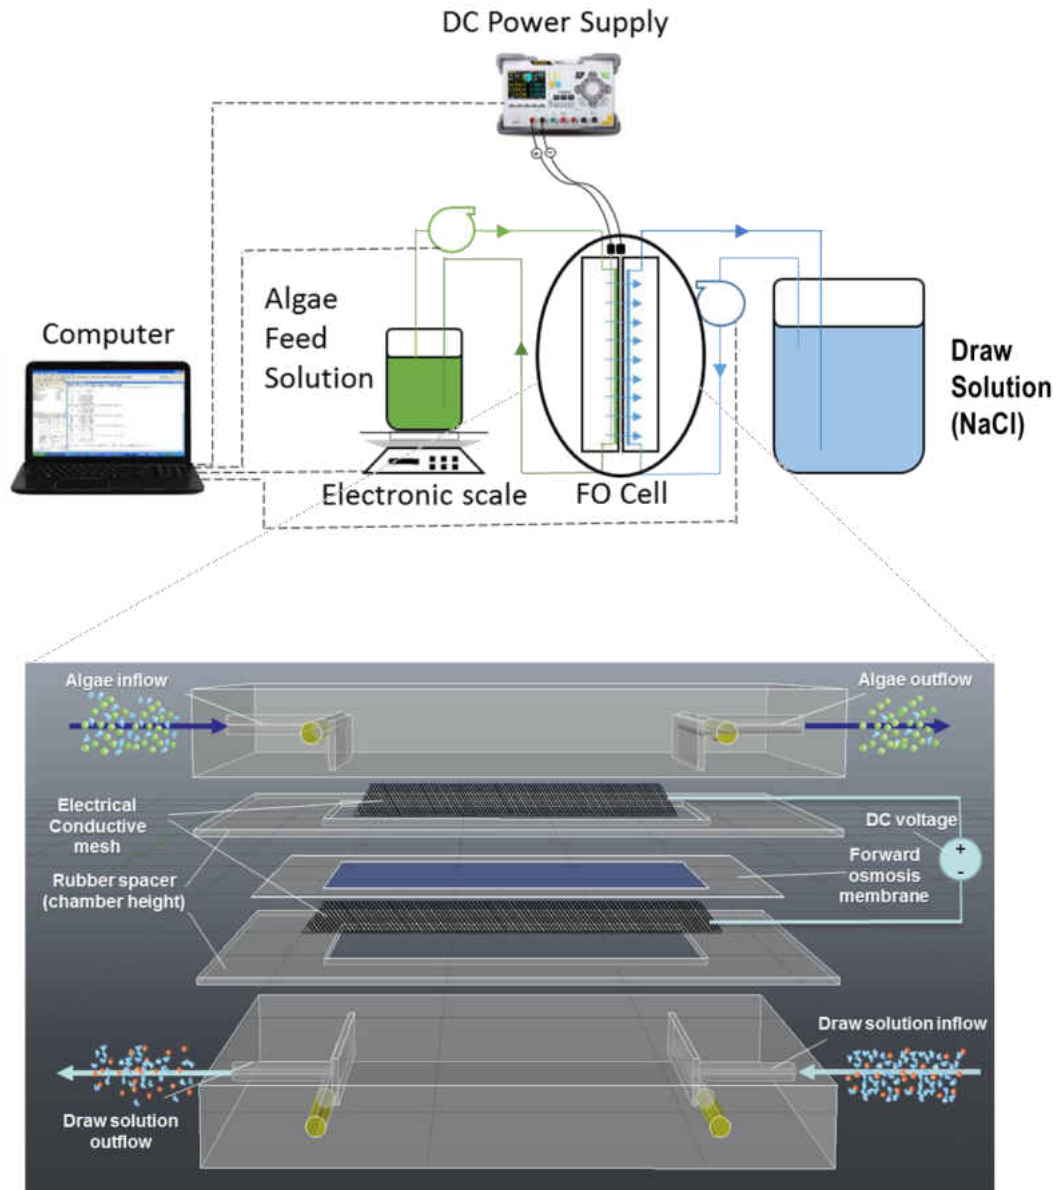 DC Power Supply
Algae
Feed
Solution
Computer
Draw
Solution
(NaCl)
Electronic scale
FO Cell
Algae inflow
Algae outflow
Electrical
Conductive
mesh
DC voltage
+
-
Rubber spacer
(chamber height)
Forward
osmosis
membrane
Draw solution inflow
Draw solution
outflow